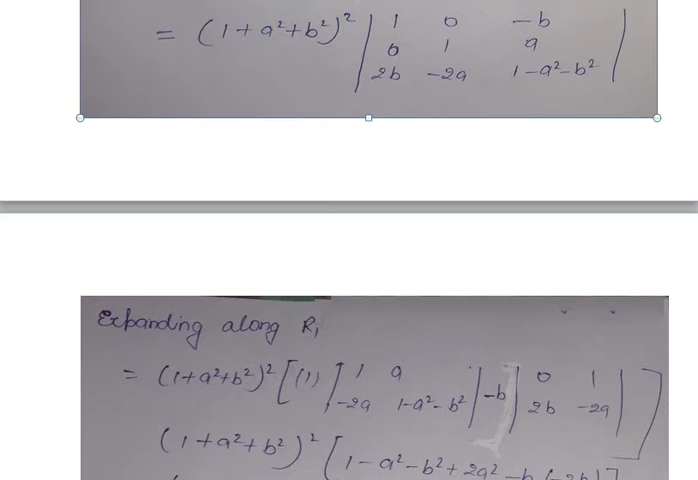 = (1+a²+b²)² | 1 0 -b |
| 0 1 a |
| 2b -2a 1-a²-b² |
Expanding along R₁
= (1+a²+b²)² [(1) | 1 a | -b | 0 1 | ]
| -2a 1-a²-b² | | 2b -2a |
(1+a²+b²)² [1-a²-b²+2a²-b(-2b)]